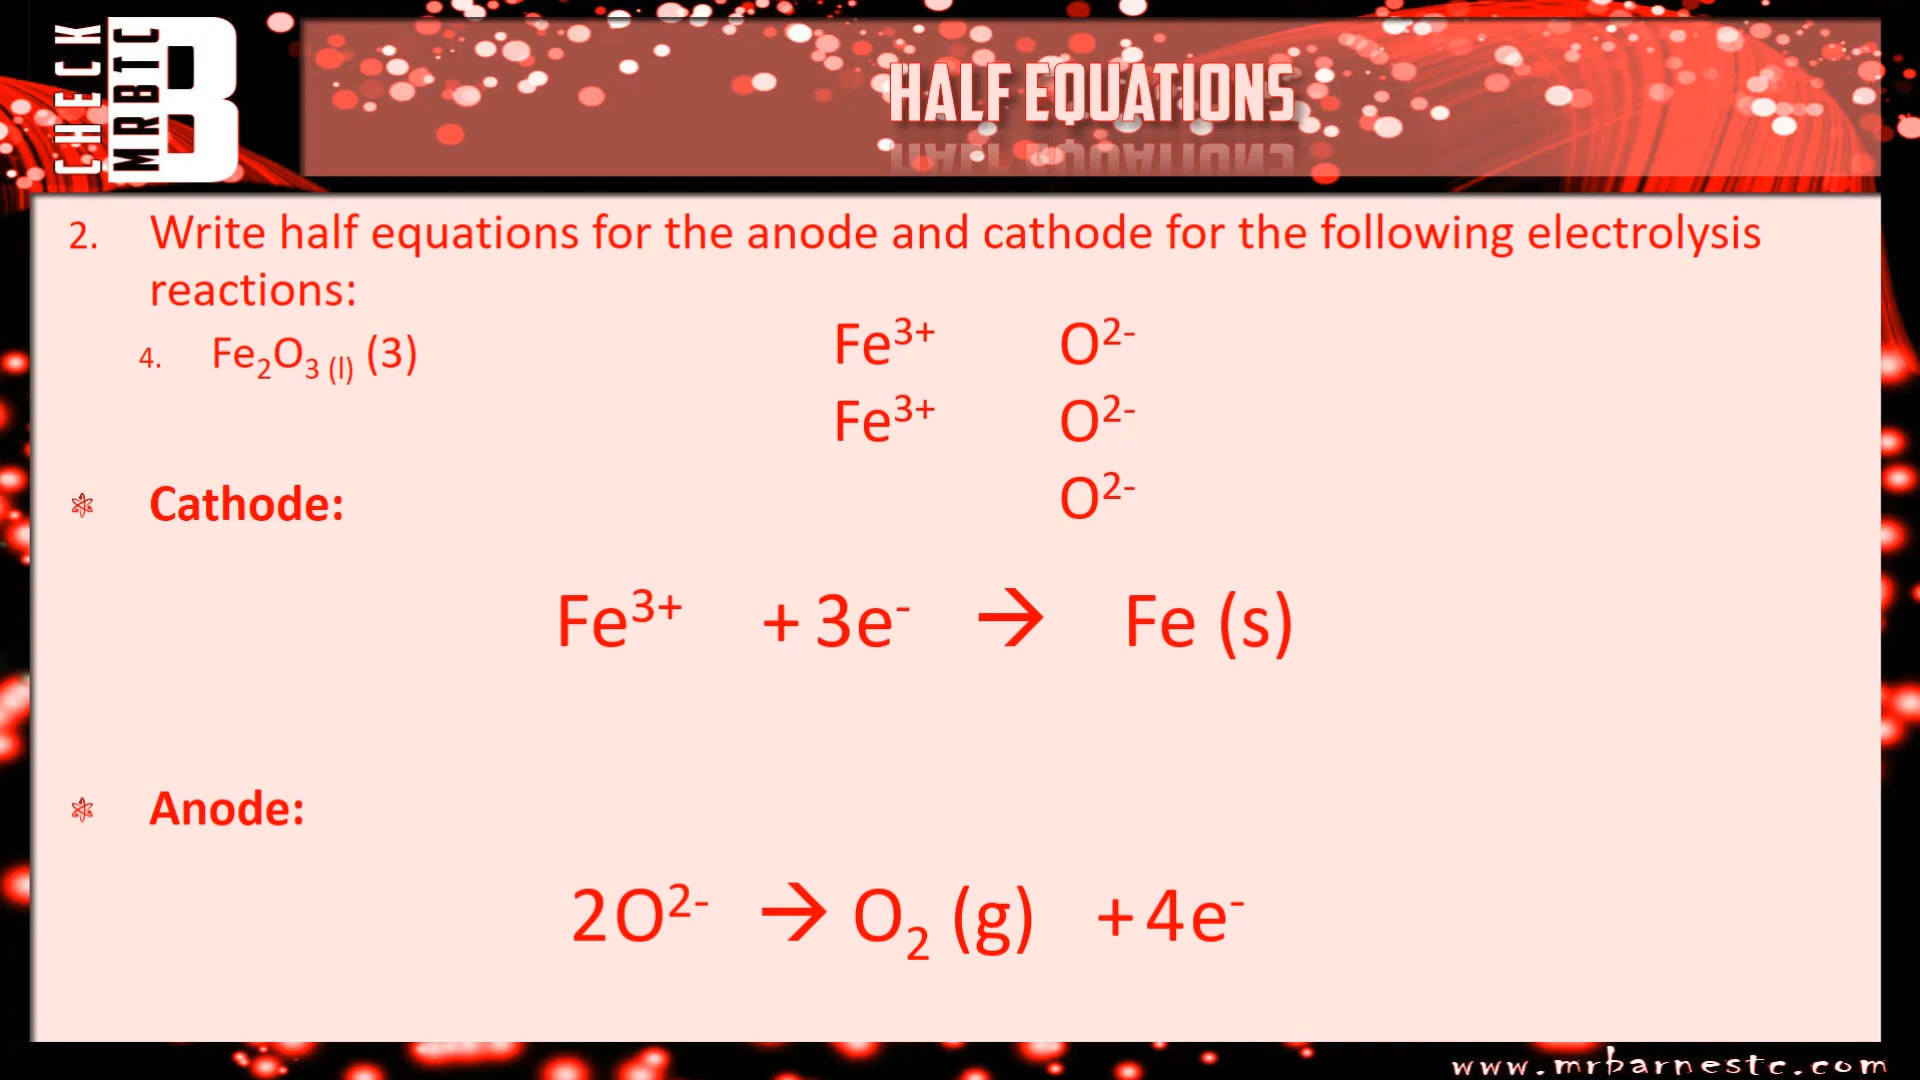 CHECK
MRBTC
B
HALF EQUATIONS
2. Write half equations for the anode and cathode for the following electrolysis
reactions:
4. Fe₂O₃ (l) (3)
Fe³⁺ O²⁻
Fe³⁺ O²⁻
O²⁻
Cathode:
Fe³⁺ + 3e⁻ → Fe (s)
Anode:
2O²⁻ → O₂ (g) + 4e⁻
www.mrbarnestc.com